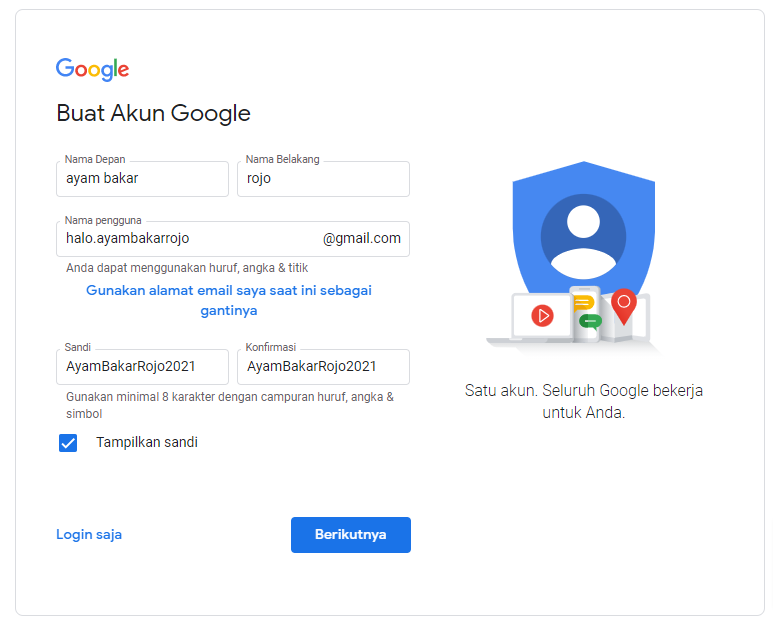 Google
Buat Akun Google
Nama Depan
ayam bakar
Nama Belakang
rojo
Nama pengguna
halo.ayambakarrojo
@gmail.com
Anda dapat menggunakan huruf, angka & titik
Gunakan alamat email saya saat ini sebagai
gantinya
Sandi
AyamBakarRojo2021
Konfirmasi
AyamBakarRojo2021
Gunakan minimal 8 karakter dengan campuran huruf, angka &
simbol
Tampilkan sandi
Login saja
Berikutnya
Satu akun. Seluruh Google bekerja
untuk Anda.